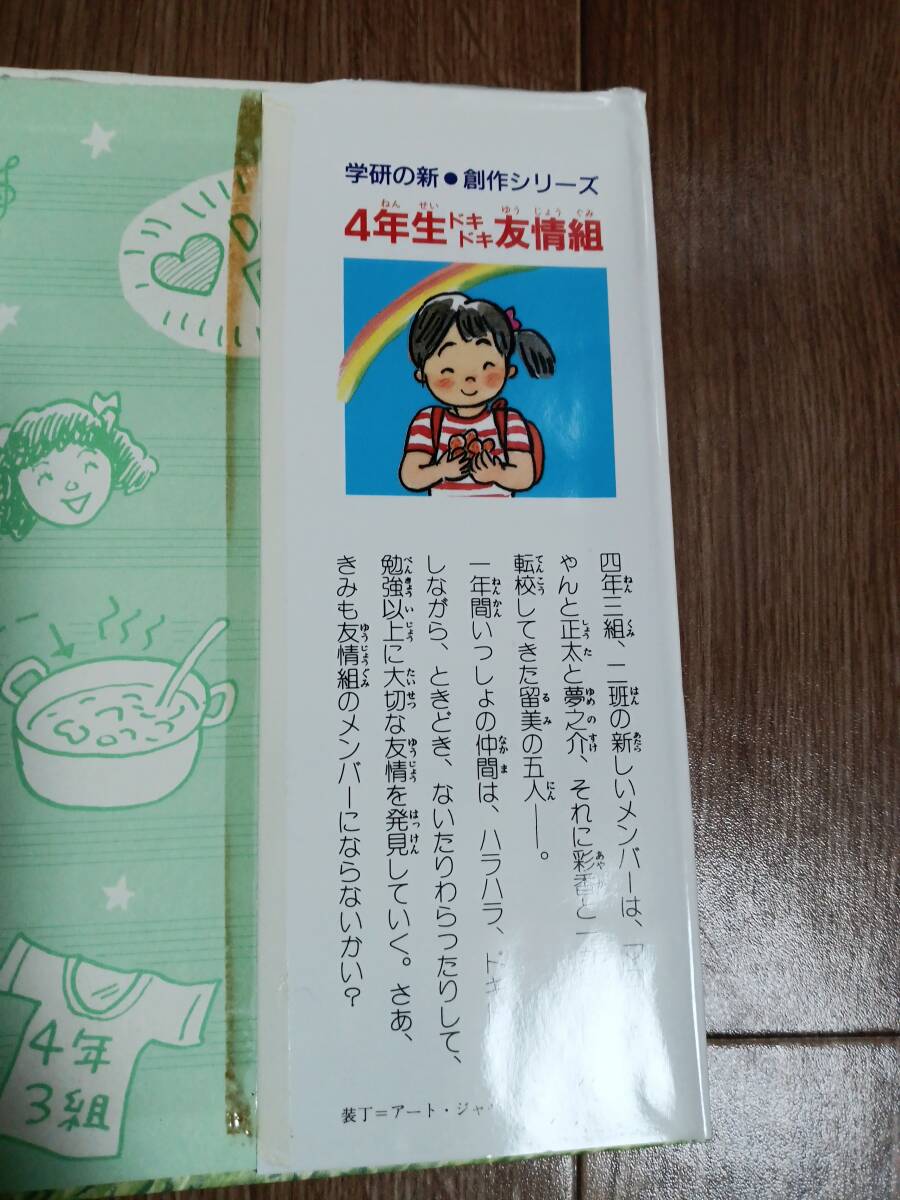 学研の新●創作シリーズ
4年生ドキドキ友情組
四年三組、二班の新しいメンバーは、
やんと正太と夢之介、それに彩香と
転校してきた留美の五人――。
一年間いっしょの仲間は、ハラハラ、ドキ
しながら、ときどき、ないたりわらったりして、
勉強以上に大切な友情を発見していく。さあ、
きみも友情組のメンバーにならないかい?
装丁=アート・ジャ
4年
3組